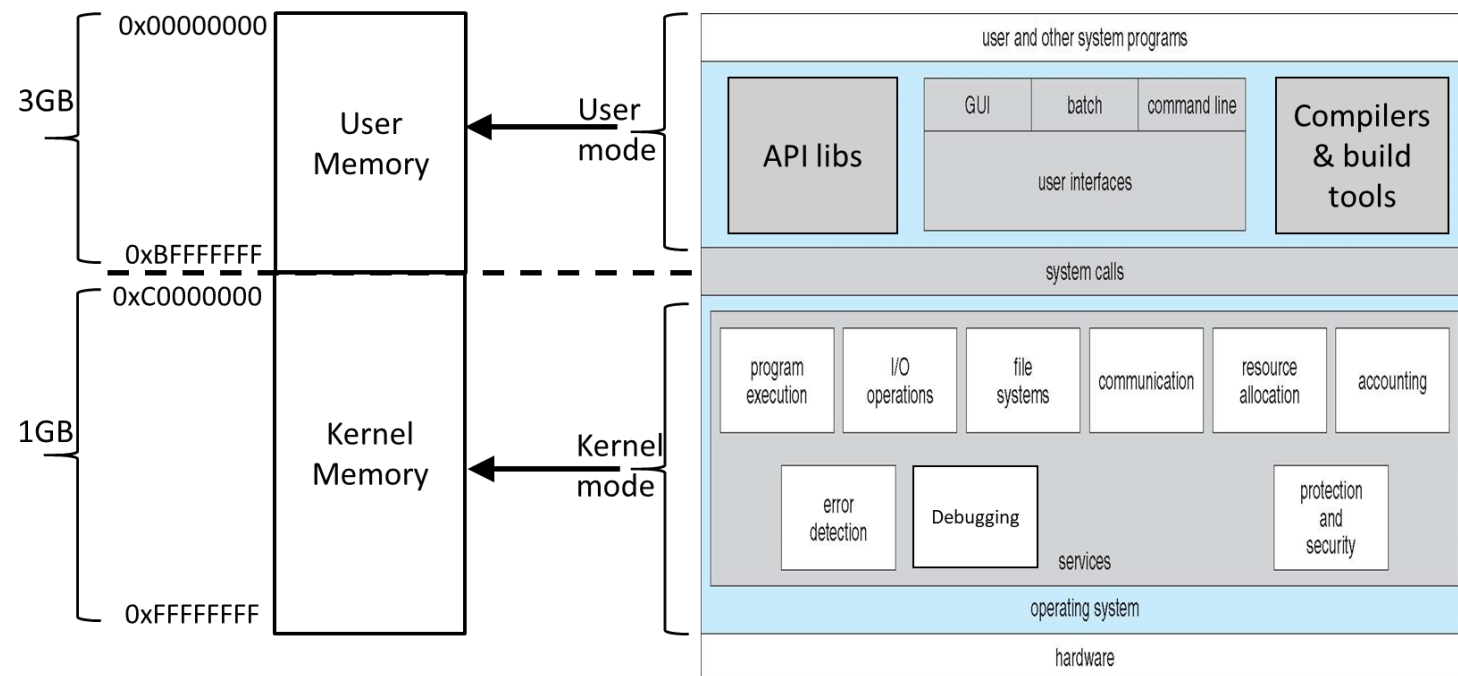 0x00000000
3GB
User
Memory
0xBFFFFFFF
0xC0000000
1GB
Kernel
Memory
0xFFFFFFFF
User
mode
Kernel
mode
user and other system programs
API libs
GUI
batch
command line
user interfaces
Compilers
& build
tools
system calls
program
execution
I/O
operations
file
systems
communication
resource
allocation
accounting
error
detection
Debugging
protection
and
security
services
operating system
hardware